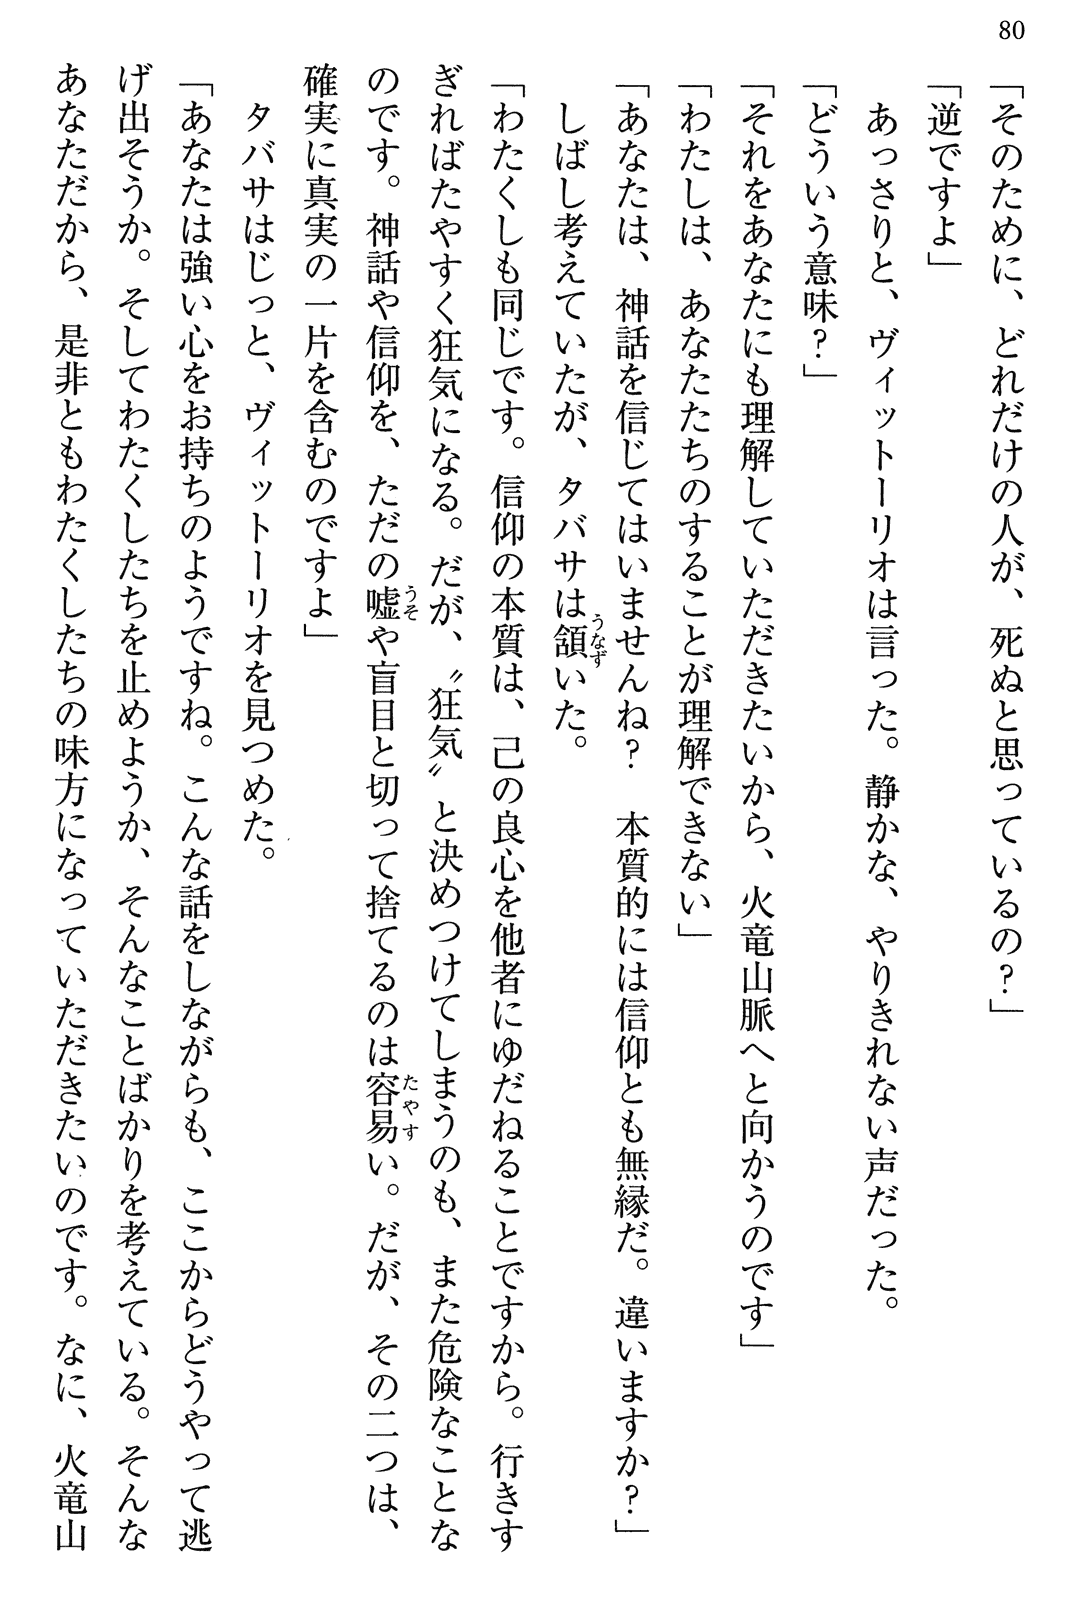 80
「そのために、どれだけの人が、死ぬと思っているの？」
「逆ですよ」
あっさりと、ヴィットーリオは言った。静かな、やりきれない声だった。
「どういう意味？」
「それをあなたにも理解していただきたいから、火竜山脈へと向かうのです」
「わたしは、あなたたちのすることが理解できない」
「あなたは、神話を信じてはいませんね？　本質的には信仰とも無縁だ。違いますか？」
しばし考えていたが、タバサは頷いた。
「わたくしも同じです。信仰の本質は、己の良心を他者にゆだねることですから。行きす
ぎればたやすく狂気になる。だが、〝狂気〟と決めつけてしまうのも、また危険なことな
のです。神話や信仰を、ただの嘘や盲目と切って捨てるのは容易い。だが、その二つは、
確実に真実の一片を含むのですよ」
タバサはじっと、ヴィットーリオを見つめた。
「あなたは強い心をお持ちのようですね。こんな話をしながらも、ここからどうやって逃
げ出そうか。そしてわたくしたちを止めようか、そんなことばかりを考えている。そんな
あなただから、是非ともわたくしたちの味方になっていただきたいのです。なに、火竜山